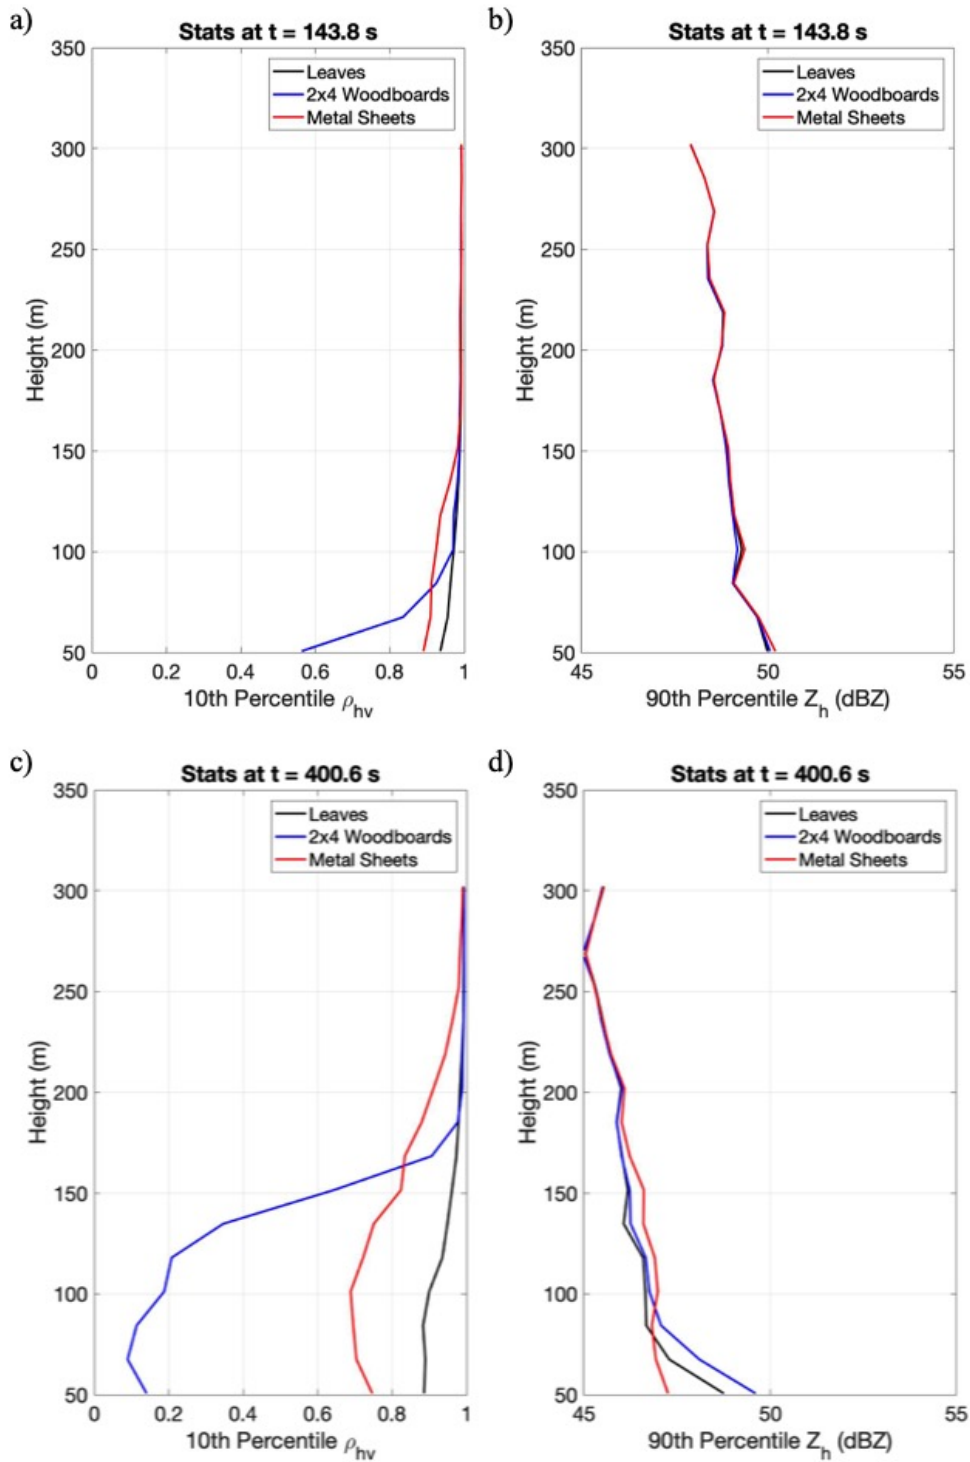 a)
Stats at t = 143.8 s
350
300
250
200
150
100
50
Height (m)
Leaves
2x4 Woodboards
Metal Sheets
0 0.2 0.4 0.6 0.8 1
10th Percentile ρhv
b)
Stats at t = 143.8 s
350
300
250
200
150
100
50
Height (m)
Leaves
2x4 Woodboards
Metal Sheets
45 50 55
90th Percentile Zh (dBZ)
c)
Stats at t = 400.6 s
350
300
250
200
150
100
50
Height (m)
Leaves
2x4 Woodboards
Metal Sheets
0 0.2 0.4 0.6 0.8 1
10th Percentile ρhv
d)
Stats at t = 400.6 s
350
300
250
200
150
100
50
Height (m)
Leaves
2x4 Woodboards
Metal Sheets
45 50 55
90th Percentile Zh (dBZ)